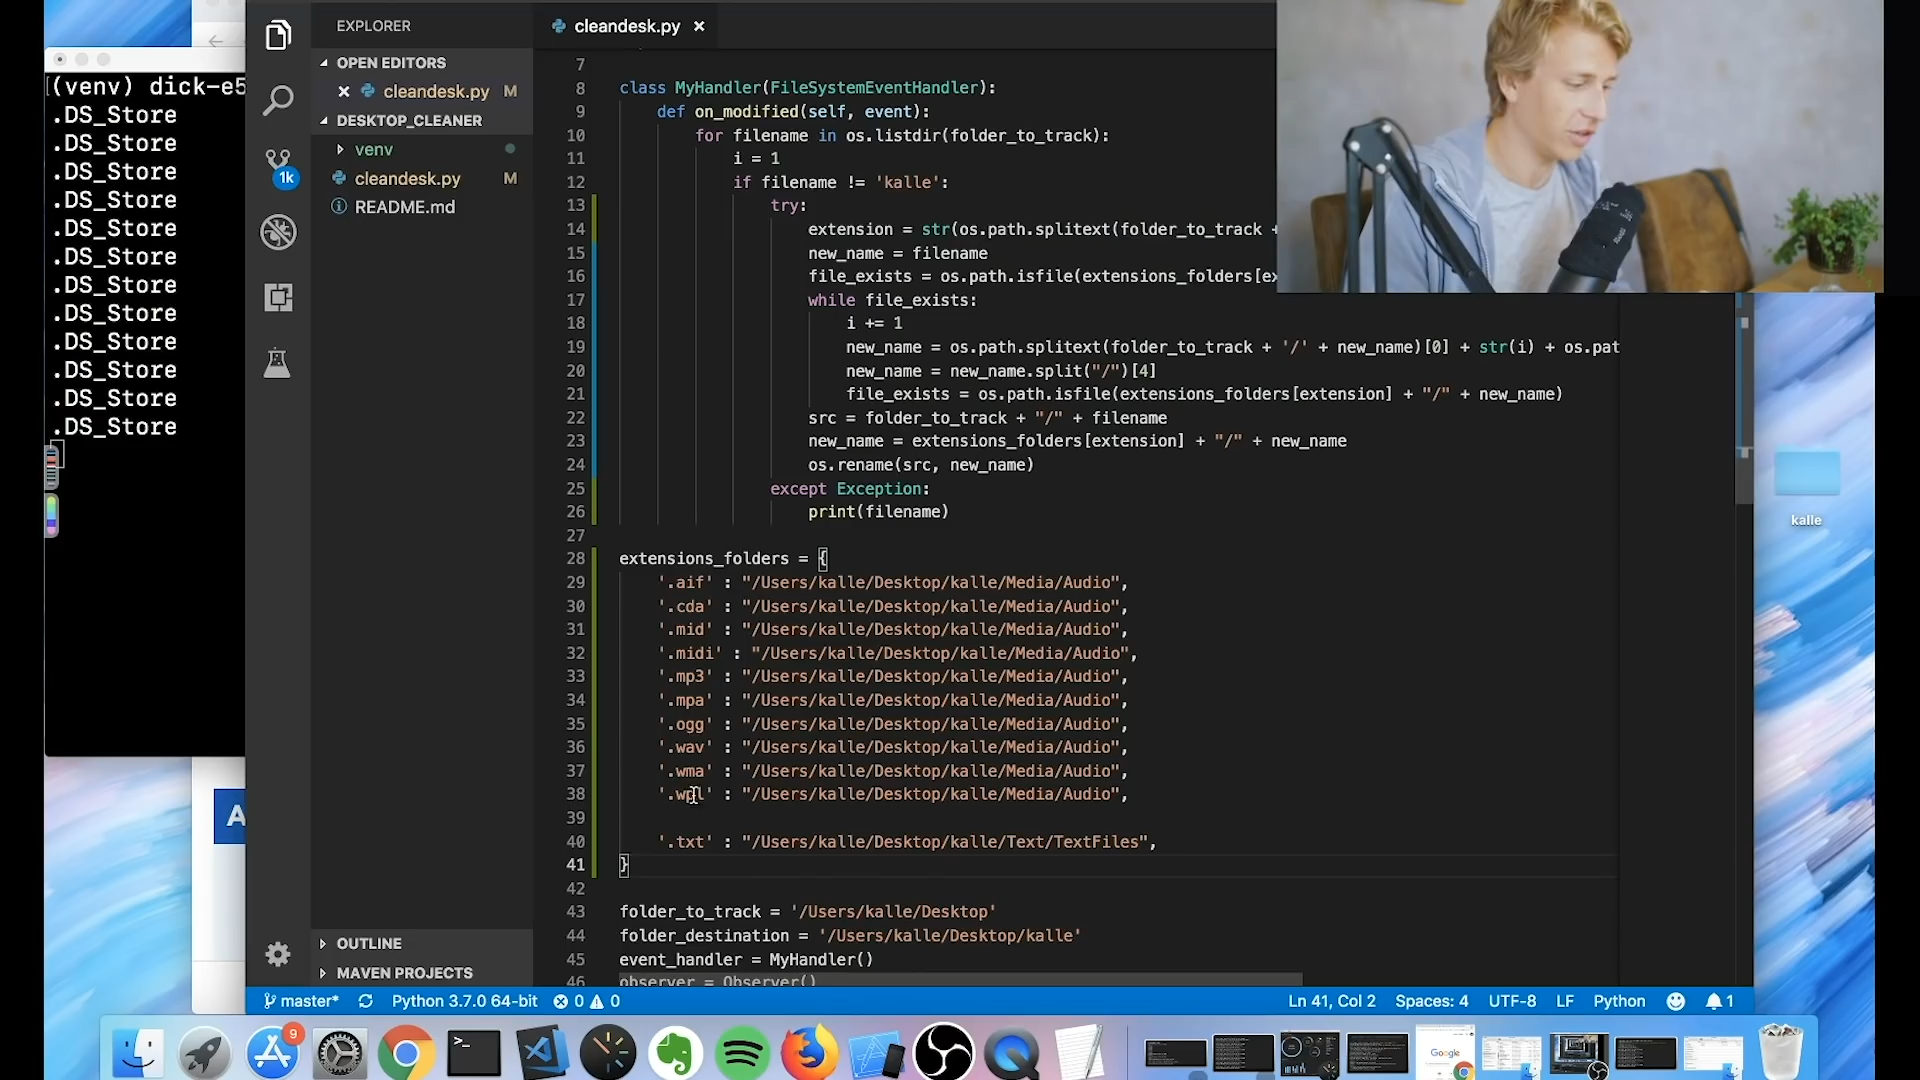 (venv) dick-e5
.DS_Store
.DS_Store
.DS_Store
.DS_Store
.DS_Store
.DS_Store
.DS_Store
.DS_Store
.DS_Store
.DS_Store
.DS_Store
.DS_Store
A
EXPLORER
OPEN EDITORS
cleandesk.py M
DESKTOP_CLEANER
venv
cleandesk.py M
README.md
1k
OUTLINE
MAVEN PROJECTS
cleandesk.py
7
8 class MyHandler(FileSystemEventHandler):
9 def on_modified(self, event):
10 for filename in os.listdir(folder_to_track):
11 i = 1
12 if filename != 'kalle':
13 try:
14 extension = str(os.path.splitext(folder_to_track +
15 new_name = filename
16 file_exists = os.path.isfile(extensions_folders[ex
17 while file_exists:
18 i += 1
19 new_name = os.path.splitext(folder_to_track + '/' + new_name)[0] + str(i) + os.pat
20 new_name = new_name.split("/")[4]
21 file_exists = os.path.isfile(extensions_folders[extension] + "/" + new_name)
22 src = folder_to_track + "/" + filename
23 new_name = extensions_folders[extension] + "/" + new_name
24 os.rename(src, new_name)
25 except Exception:
26 print(filename)
27
28 extensions_folders = {
29 '.aif' : "/Users/kalle/Desktop/kalle/Media/Audio",
30 '.cda' : "/Users/kalle/Desktop/kalle/Media/Audio",
31 '.mid' : "/Users/kalle/Desktop/kalle/Media/Audio",
32 '.midi' : "/Users/kalle/Desktop/kalle/Media/Audio",
33 '.mp3' : "/Users/kalle/Desktop/kalle/Media/Audio",
34 '.mpa' : "/Users/kalle/Desktop/kalle/Media/Audio",
35 '.ogg' : "/Users/kalle/Desktop/kalle/Media/Audio",
36 '.wav' : "/Users/kalle/Desktop/kalle/Media/Audio",
37 '.wma' : "/Users/kalle/Desktop/kalle/Media/Audio",
38 '.wpl' : "/Users/kalle/Desktop/kalle/Media/Audio",
39
40 '.txt' : "/Users/kalle/Desktop/kalle/Text/TextFiles",
41 }
42
43 folder_to_track = '/Users/kalle/Desktop'
44 folder_destination = '/Users/kalle/Desktop/kalle'
45 event_handler = MyHandler()
46 observer = Observer()
kalle
master* Python 3.7.0 64-bit 0 0 Ln 41, Col 2 Spaces: 4 UTF-8 LF Python 1
9
>_
Google